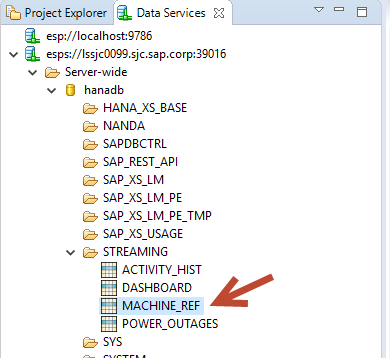 Project Explorer Data Services
esp://localhost:9786
esps://lssjc0099.sjc.sap.corp:39016
Server-wide
hanadb
HANA_XS_BASE
NANDA
SAPDBCTRL
SAP_REST_API
SAP_XS_LM
SAP_XS_LM_PE
SAP_XS_LM_PE_TMP
SAP_XS_USAGE
STREAMING
ACTIVITY_HIST
DASHBOARD
MACHINE_REF
POWER_OUTAGES
SYS
SYSTEM